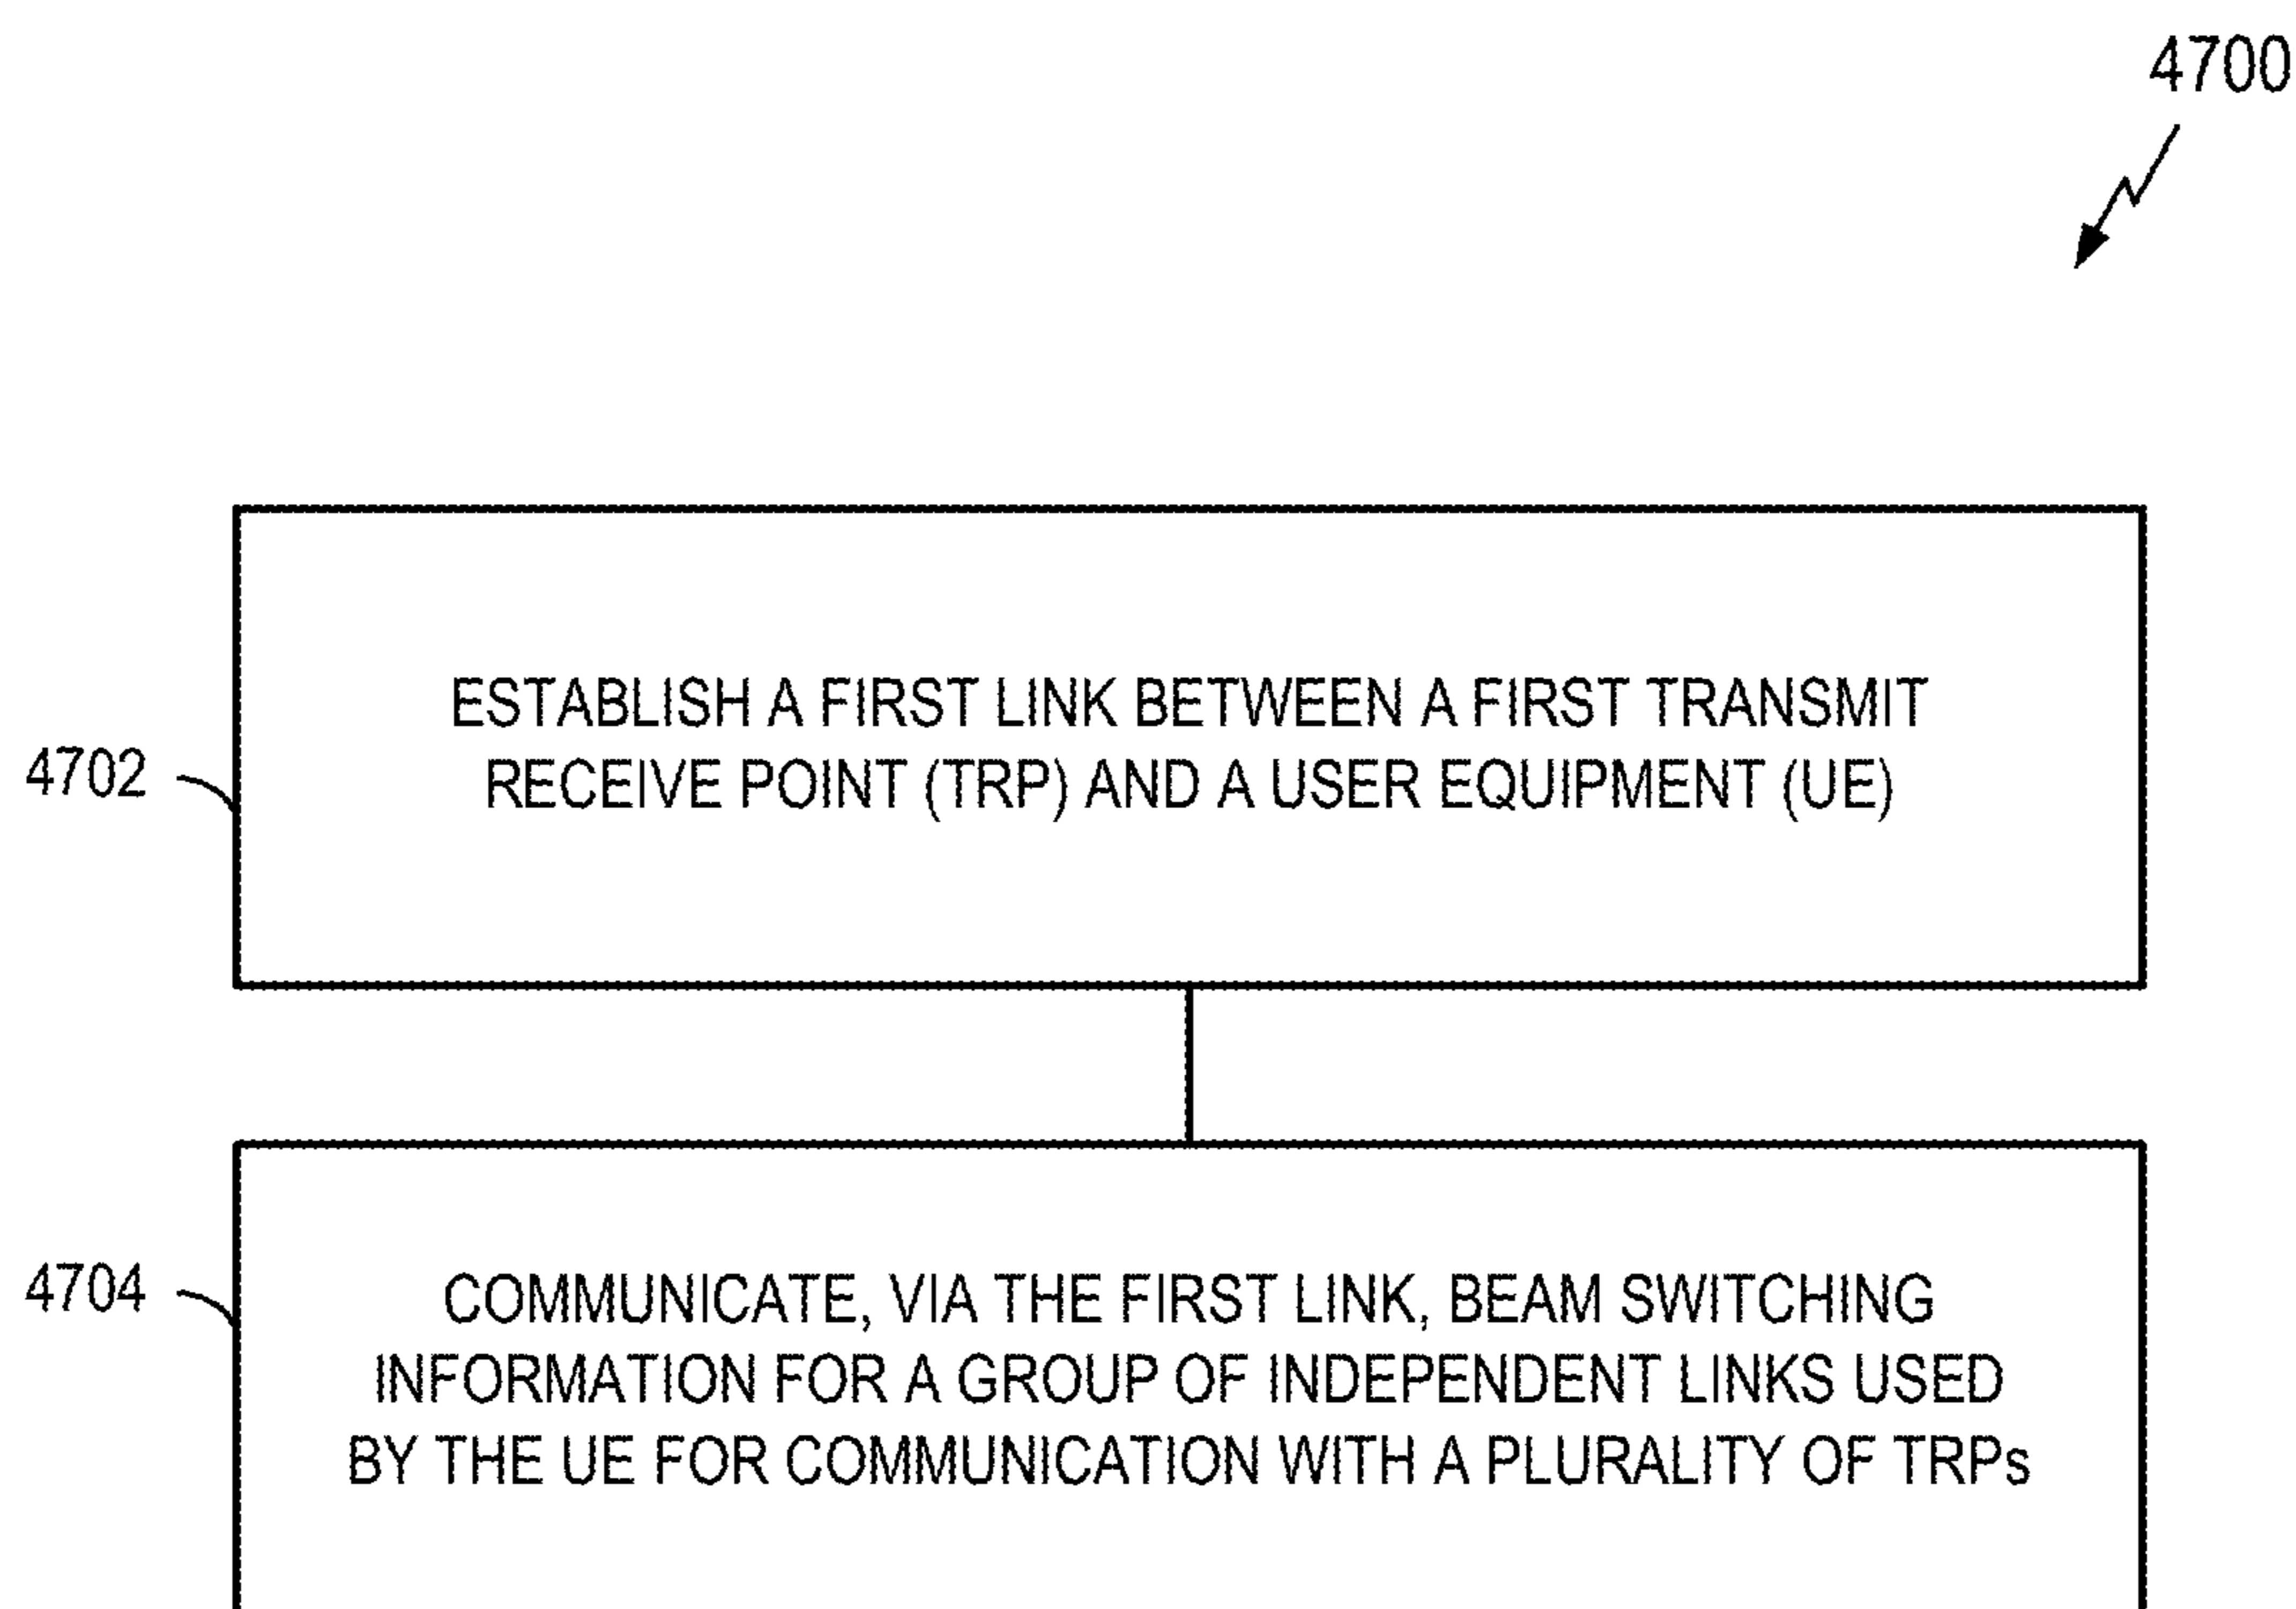 4700
ESTABLISH A FIRST LINK BETWEEN A FIRST TRANSMIT
RECEIVE POINT (TRP) AND A USER EQUIPMENT (UE)
4702
COMMUNICATE, VIA THE FIRST LINK, BEAM SWITCHING
INFORMATION FOR A GROUP OF INDEPENDENT LINKS USED
BY THE UE FOR COMMUNICATION WITH A PLURALITY OF TRPs
4704